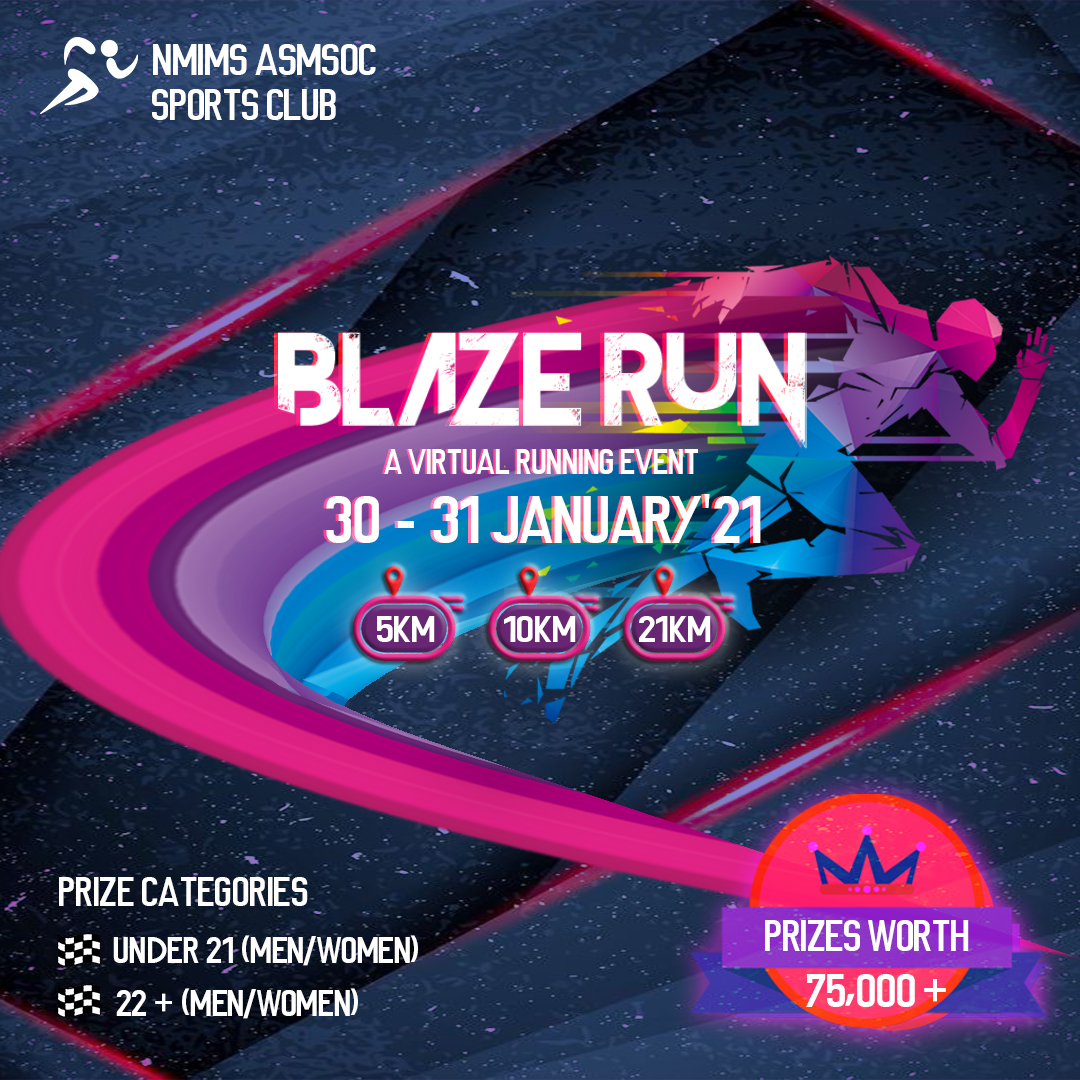 NMIMS ASMSOC
SPORTS CLUB
BLAZE RUN
A VIRTUAL RUNNING EVENT
30 - 31 JANUARY'21
5KM 10KM 21KM
PRIZE CATEGORIES
UNDER 21 (MEN/WOMEN)
22 + (MEN/WOMEN)
PRIZES WORTH
75,000 +